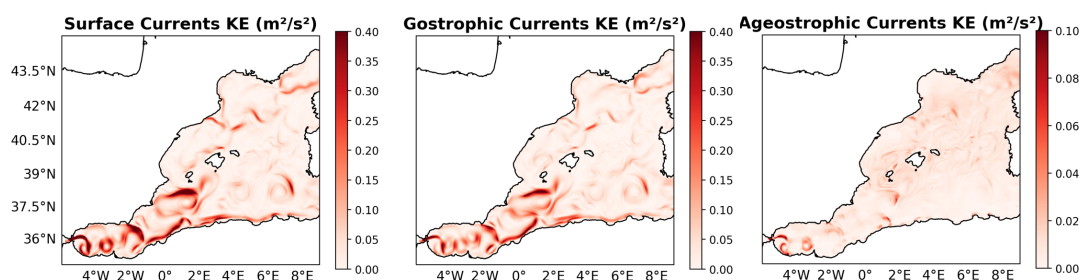 Surface Currents KE (m²/s²)
Gostrophic Currents KE (m²/s²)
Ageostrophic Currents KE (m²/s²)
43.5°N
42°N
40.5°N
39°N
37.5°N
36°N
0.40
0.35
0.30
0.25
0.20
0.15
0.10
0.05
0.00
0.40
0.35
0.30
0.25
0.20
0.15
0.10
0.05
0.00
0.10
0.08
0.06
0.04
0.02
0.00
4°W 2°W 0° 2°E 4°E 6°E 8°E
4°W 2°W 0° 2°E 4°E 6°E 8°E
4°W 2°W 0° 2°E 4°E 6°E 8°E